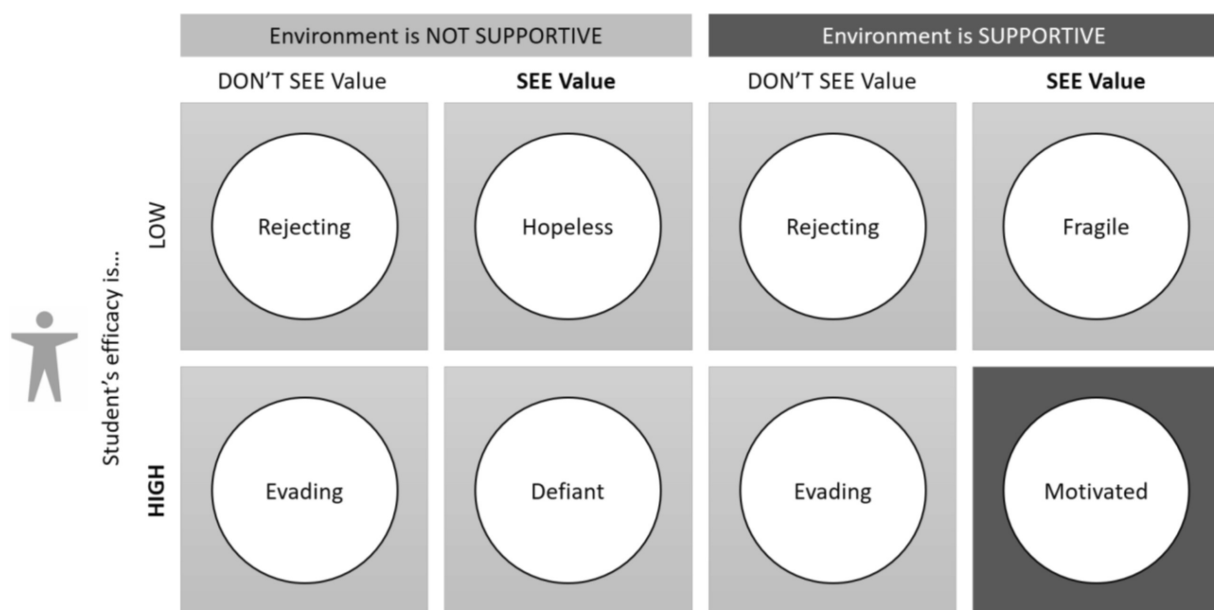 Environment is NOT SUPPORTIVE
Environment is SUPPORTIVE
DON’T SEE Value
SEE Value
DON’T SEE Value
SEE Value
Student’s efficacy is...
LOW
Rejecting
Hopeless
Rejecting
Fragile
HIGH
Evading
Defiant
Evading
Motivated